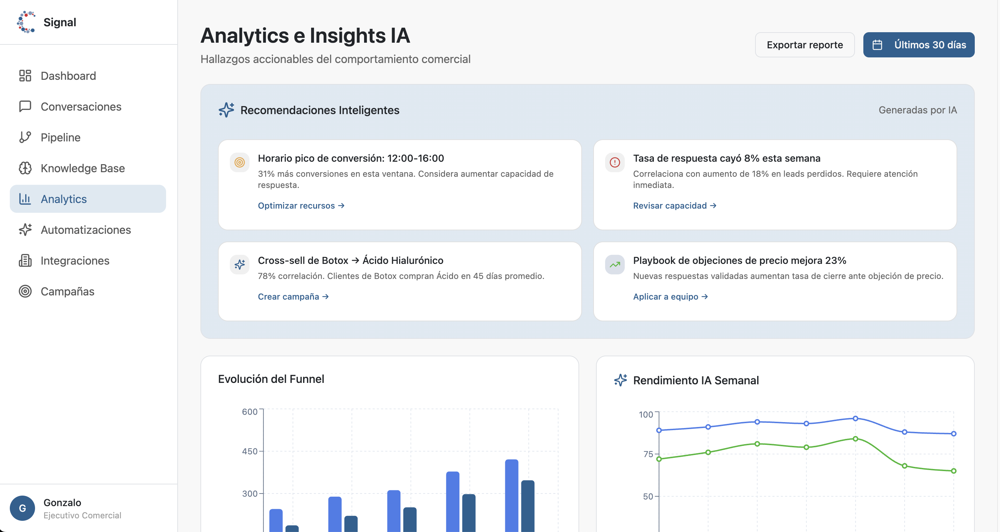 Signal
Dashboard
Conversaciones
Pipeline
Knowledge Base
Analytics
Automatizaciones
Integraciones
Campañas
G
Gonzalo
Ejecutivo Comercial
Analytics e Insights IA
Hallazgos accionables del comportamiento comercial
Exportar reporte
Últimos 30 días
Recomendaciones Inteligentes
Generadas por IA
Horario pico de conversión: 12:00-16:00
31% más conversiones en esta ventana. Considera aumentar capacidad de
respuesta.
Optimizar recursos →
Tasa de respuesta cayó 8% esta semana
Correlaciona con aumento de 18% en leads perdidos. Requiere atención
inmediata.
Revisar capacidad →
Cross-sell de Botox → Ácido Hialurónico
78% correlación. Clientes de Botox compran Ácido en 45 días promedio.
Crear campaña →
Playbook de objeciones de precio mejora 23%
Nuevas respuestas validadas aumentan tasa de cierre ante objeción de precio.
Aplicar a equipo →
Evolución del Funnel
600
450
300
Rendimiento IA Semanal
100
75
50